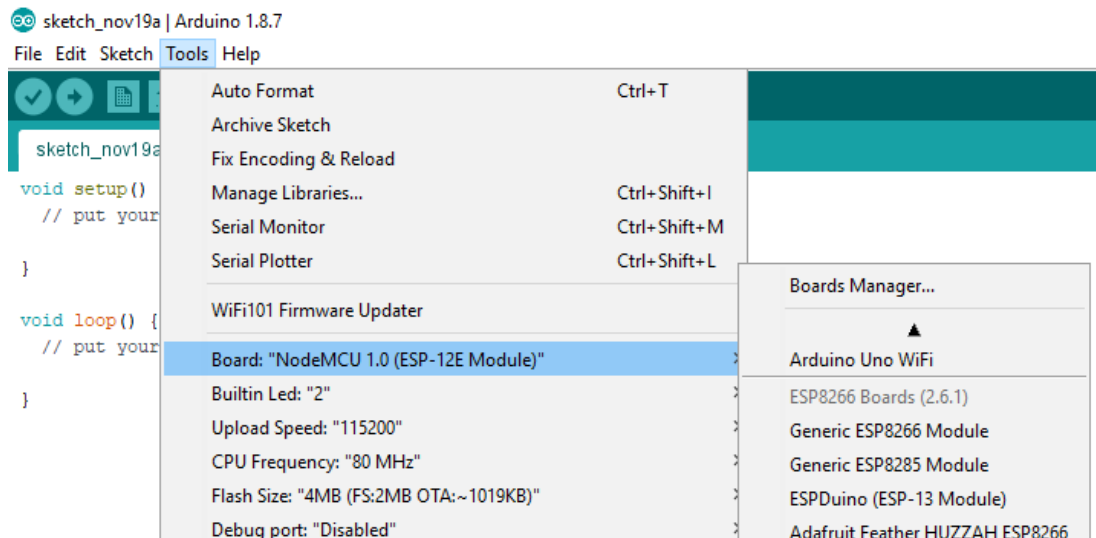 sketch_nov19a | Arduino 1.8.7
File Edit Sketch Tools Help
sketch_nov19a
void setup()
// put your
}
void loop() {
// put your
}
Auto Format Ctrl+T
Archive Sketch
Fix Encoding & Reload
Manage Libraries... Ctrl+Shift+I
Serial Monitor Ctrl+Shift+M
Serial Plotter Ctrl+Shift+L
WiFi101 Firmware Updater
Board: "NodeMCU 1.0 (ESP-12E Module)"
Builtin Led: "2"
Upload Speed: "115200"
CPU Frequency: "80 MHz"
Flash Size: "4MB (FS:2MB OTA:~1019KB)"
Debug port: "Disabled"
Boards Manager...
Arduino Uno WiFi
ESP8266 Boards (2.6.1)
Generic ESP8266 Module
Generic ESP8285 Module
ESPDuino (ESP-13 Module)
Adafruit Feather HUZZAH ESP8266